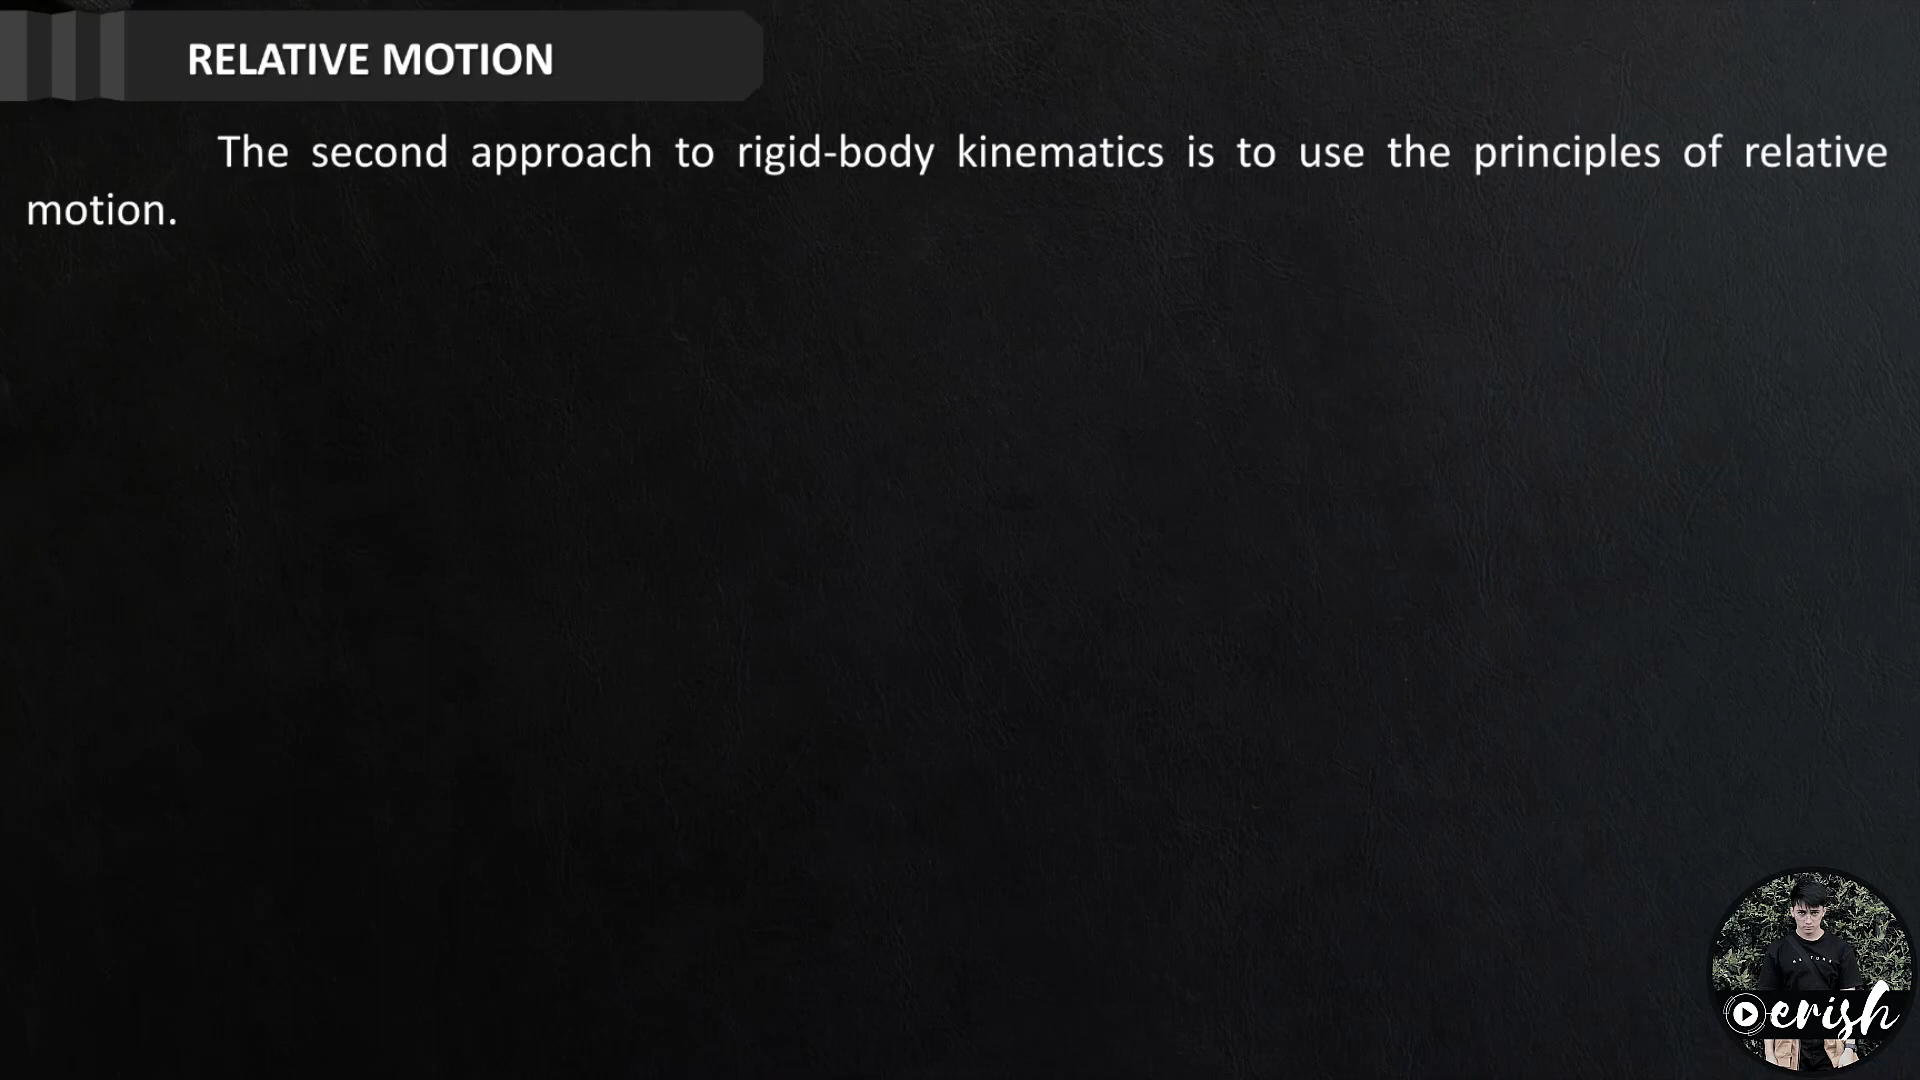 RELATIVE MOTION
The second approach to rigid-body kinematics is to use the principles of relative
motion.
erish